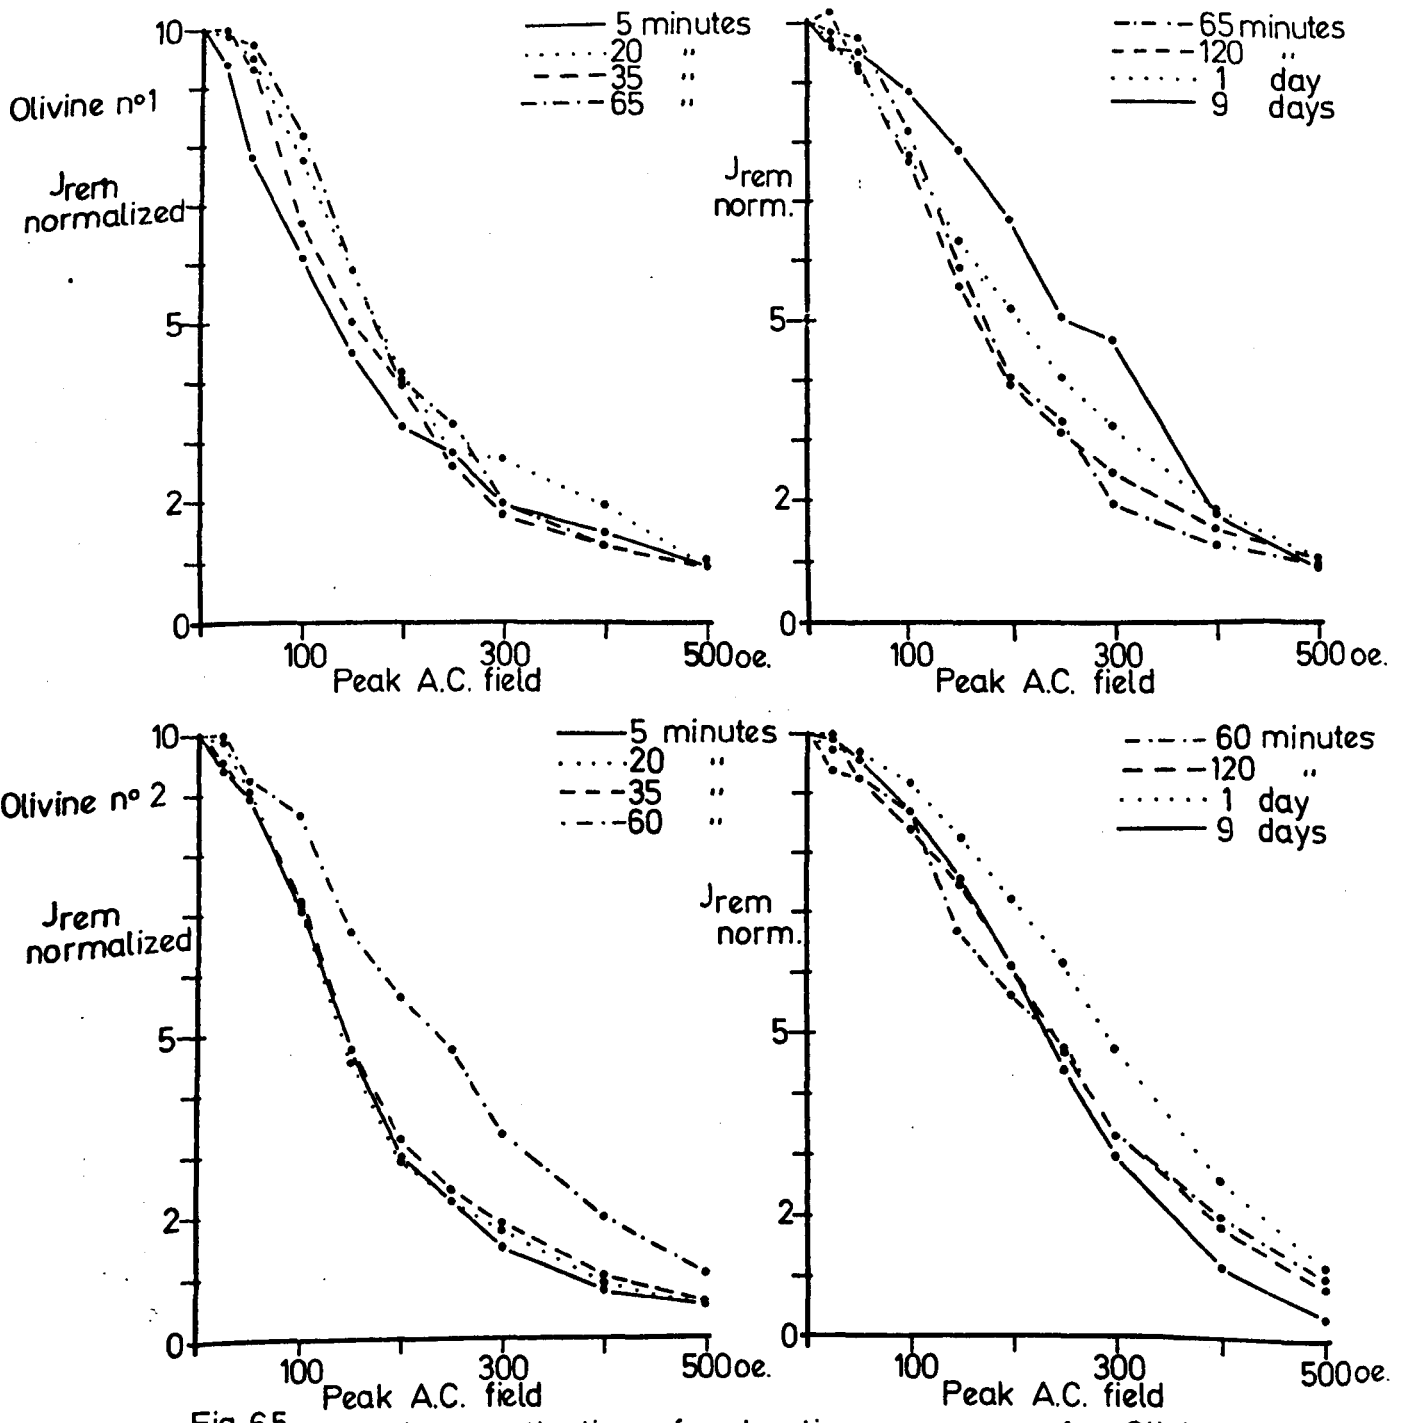 Olivine nº1
Jrem
normalized
10
5
2
0
5 minutes
20 "
35 "
65 "
100 300 500oe.
Peak A.C. field
Jrem
norm.
5
2
0
65 minutes
120 "
1 day
9 days
100 300 500oe.
Peak A.C. field
Olivine nº 2
Jrem
normalized
10
5
2
0
5 minutes
20 "
35 "
60 "
100 300 500oe.
Peak A.C. field
Jrem
norm.
5
2
0
60 minutes
120 "
1 day
9 days
100 300 500oe.
Peak A.C. field
Fig 65